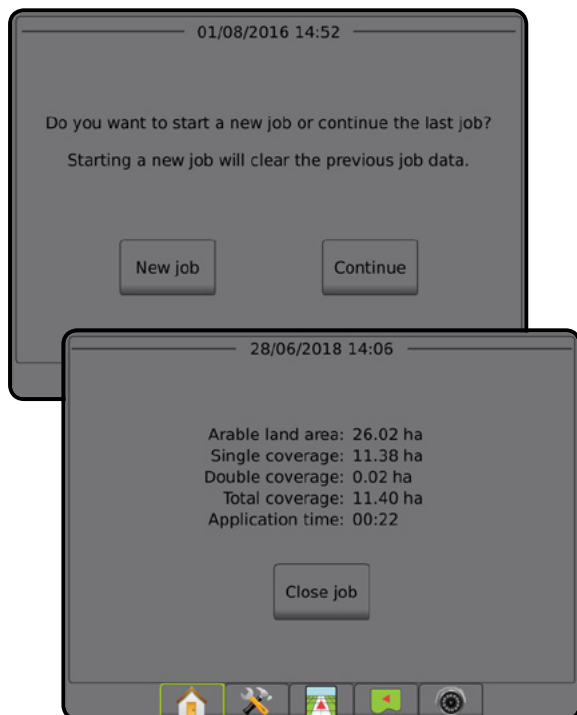 01/08/2016 14:52
Do you want to start a new job or continue the last job?
Starting a new job will clear the previous job data.
New job
Continue
28/06/2018 14:06
Arable land area: 26.02 ha
Single coverage: 11.38 ha
Double coverage: 0.02 ha
Total coverage: 11.40 ha
Application time: 00:22
Close job